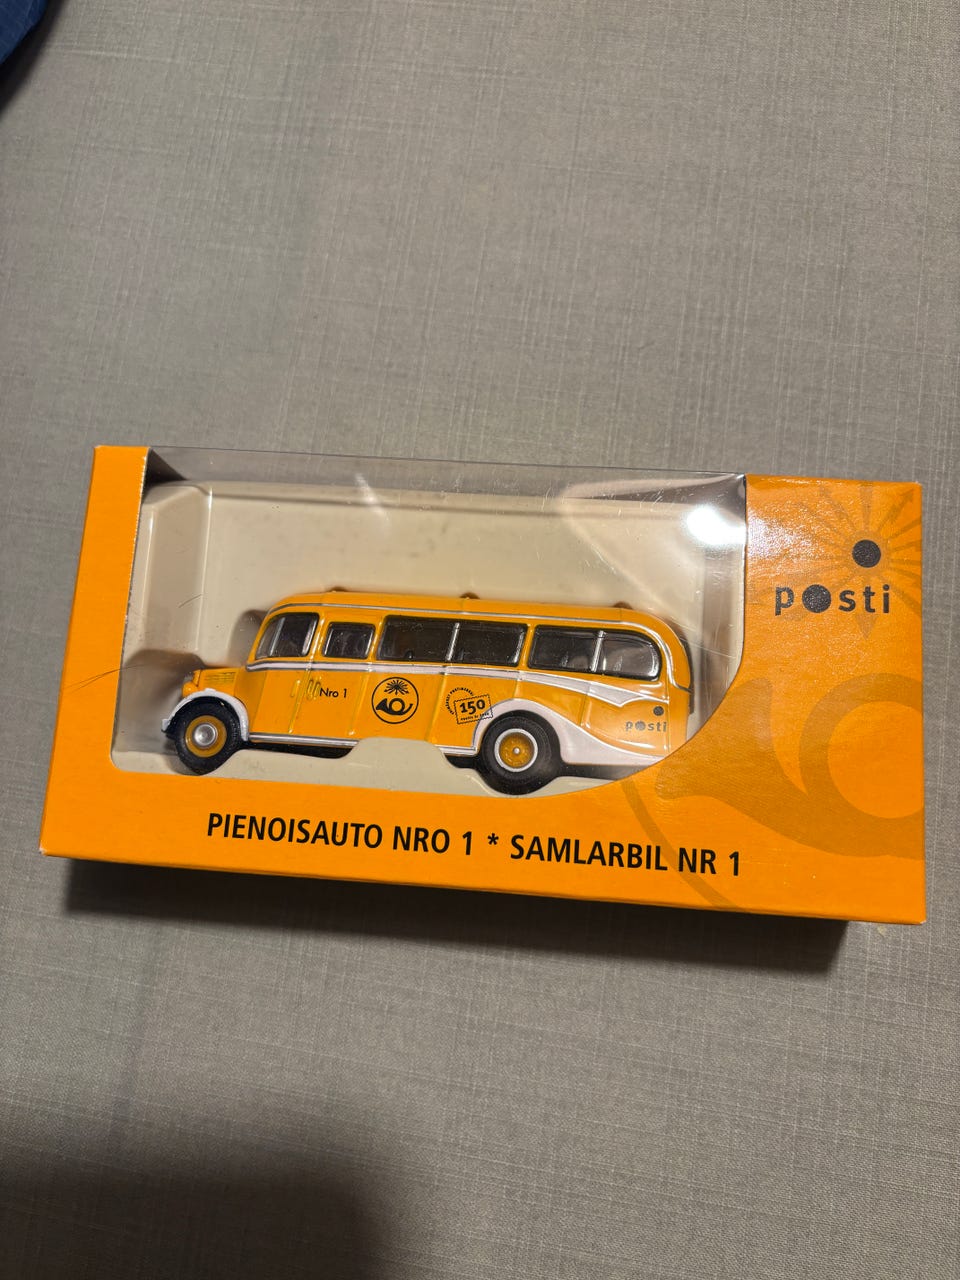 posti
Nro 1
150
posti
PIENOISAUTO NRO 1 * SAMLARBIL NR 1